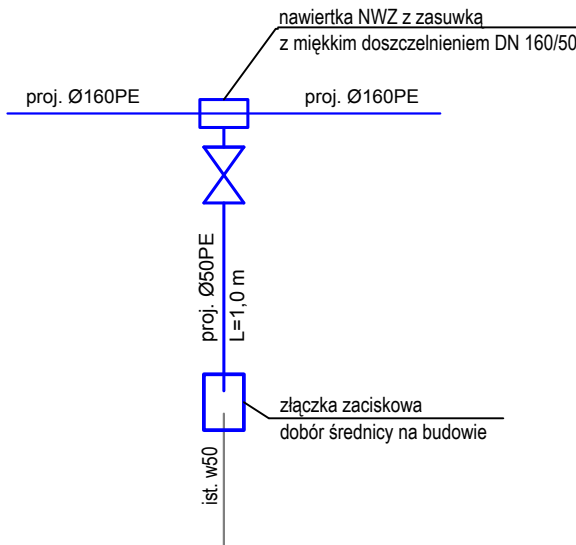 nawiertka NWZ z zasuwką
z miękkim doszczelnieniem DN 160/50
proj. Ø160PE
proj. Ø160PE
proj. Ø50PE
L=1,0 m
złączka zaciskowa
dobór średnicy na budowie
ist. w50